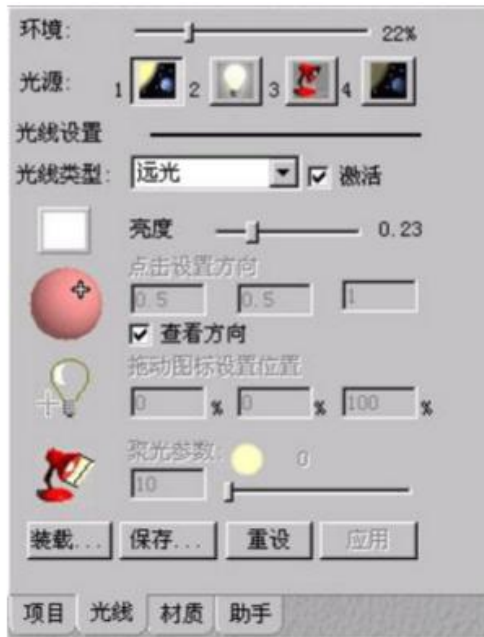 环境: 22%
光源: 1 2 3 4
光线设置
光线类型: 远光 激活
亮度 0.23
点击设置方向
0.5 0.5 1
查看方向
拖动图标设置位置
0 % 0 % 100 %
聚光参数: 0
10
装载... 保存... 重设 应用
项目 光线 材质 助手